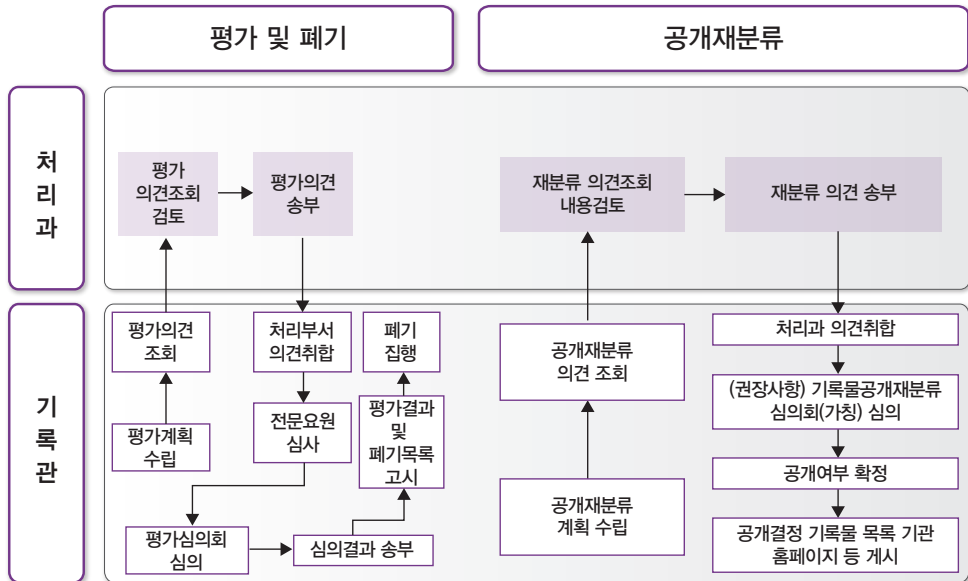 평가 및 폐기
공개재분류
처
리
과
평가
의견조회
검토
평가의견
송부
재분류 의견조회
내용검토
재분류 의견 송부
기
록
관
평가의견
조회
처리부서
의견취합
폐기
집행
평가계획
수립
전문요원
심사
평가결과
및
폐기목록
고시
평가심의회
심의
심의결과 송부
공개재분류
의견 조회
공개재분류
계획 수립
처리과 의견취합
(권장사항) 기록물공개재분류
심의회(가칭) 심의
공개여부 확정
공개결정 기록물 목록 기관
홈페이지 등 게시